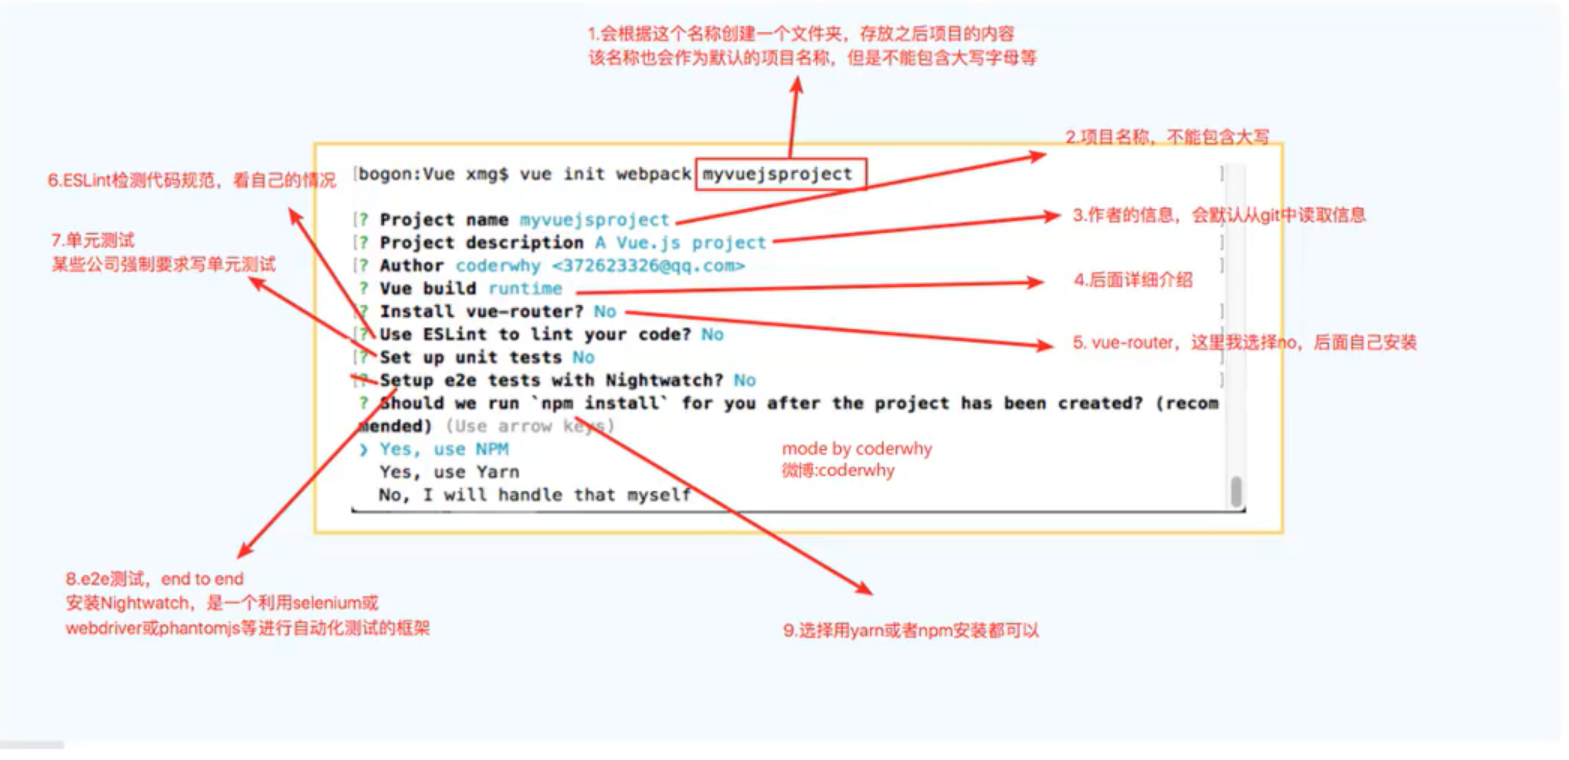 1.会根据这个名称创建一个文件夹，存放之后项目的内容
该名称也会作为默认的项目名称，但是不能包含大写字母等
2.项目名称，不能包含大写
6.ESLint检测代码规范，看自己的情况
[bogon:Vue xmg$ vue init webpack myvuejsproject ]
7.单元测试
某些公司强制要求写单元测试
3.作者的信息，会默认从git中读取信息
4.后面详细介绍
5. vue-router，这里我选择no，后面自己安装
[? Project name myvuejsproject ]
[? Project description A Vue.js project ]
[? Author coderwhy <372623326@qq.com> ]
? Vue build runtime
[? Install vue-router? No ]
[? Use ESLint to lint your code? No ]
[? Set up unit tests No ]
[? Setup e2e tests with Nightwatch? No ]
? Should we run `npm install` for you after the project has been created? (recom
mended) (Use arrow keys)
❯ Yes, use NPM
Yes, use Yarn
No, I will handle that myself
mode by coderwhy
微博:coderwhy
8.e2e测试，end to end
安装Nightwatch，是一个利用selenium或
webdriver或phantomjs等进行自动化测试的框架
9.选择用yarn或者npm安装都可以